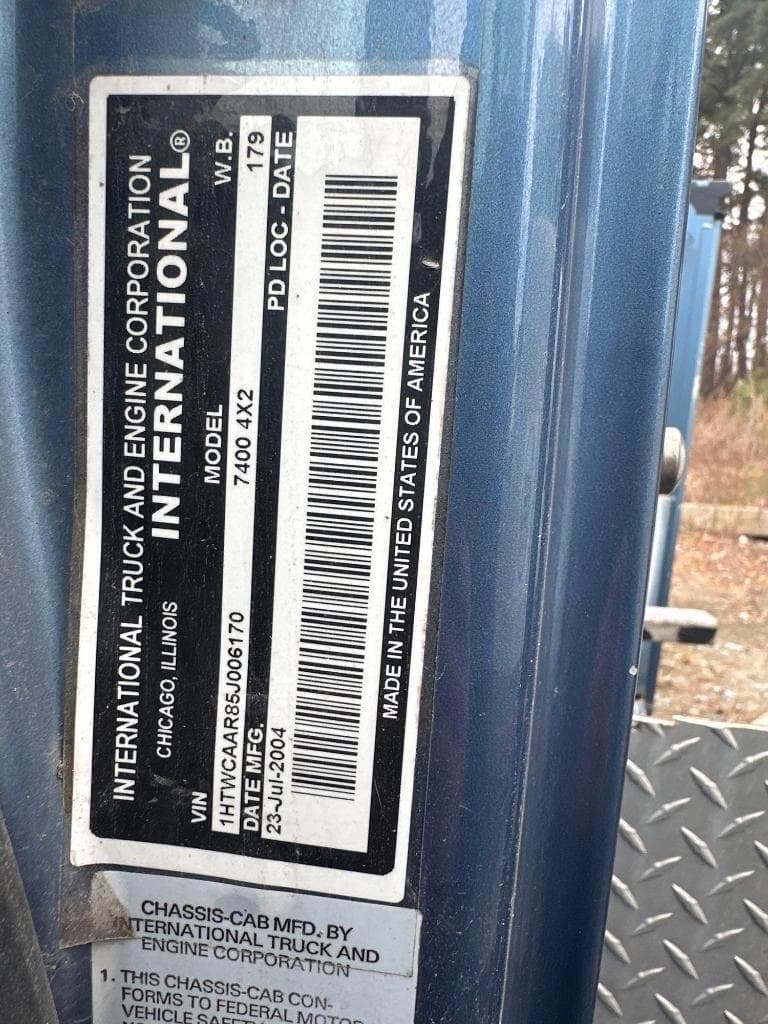 INTERNATIONAL TRUCK AND ENGINE CORPORATION
CHICAGO, ILLINOIS INTERNATIONAL®
VIN MODEL W.B.
1HTWCAAR85J006170 7400 4X2 179
DATE MFG. PD LOC - DATE
23-Jul-2004
MADE IN THE UNITED STATES OF AMERICA
CHASSIS-CAB MFD. BY
INTERNATIONAL TRUCK AND
ENGINE CORPORATION
1. THIS CHASSIS-CAB CON-
FORMS TO FEDERAL MOTOR
VEHICLE